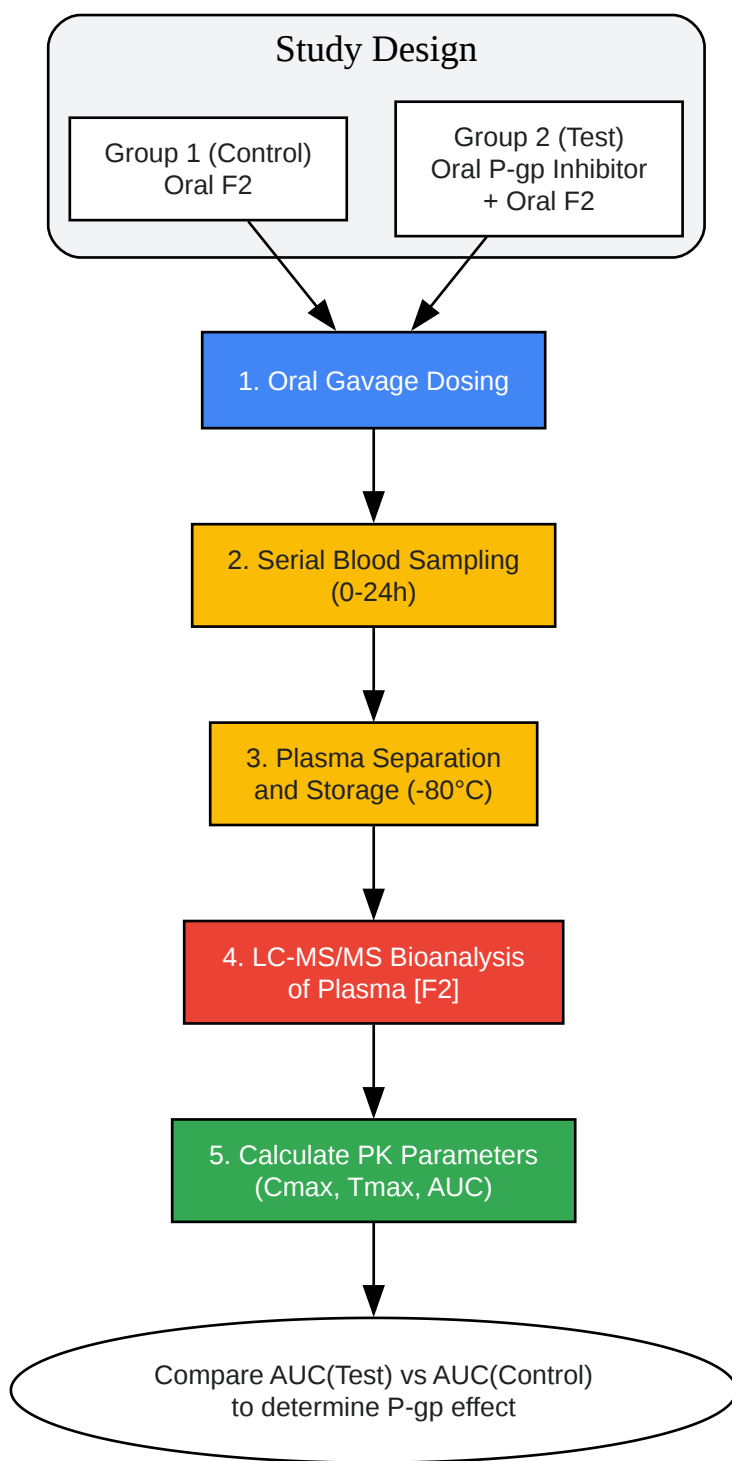 Study Design
Group 1 (Control)
Oral F2
Group 2 (Test)
Oral P-gp Inhibitor
+ Oral F2
1. Oral Gavage Dosing
2. Serial Blood Sampling
(0-24h)
3. Plasma Separation
and Storage (-80°C)
4. LC-MS/MS Bioanalysis
of Plasma [F2]
5. Calculate PK Parameters
(Cmax, Tmax, AUC)
Compare AUC(Test) vs AUC(Control)
to determine P-gp effect